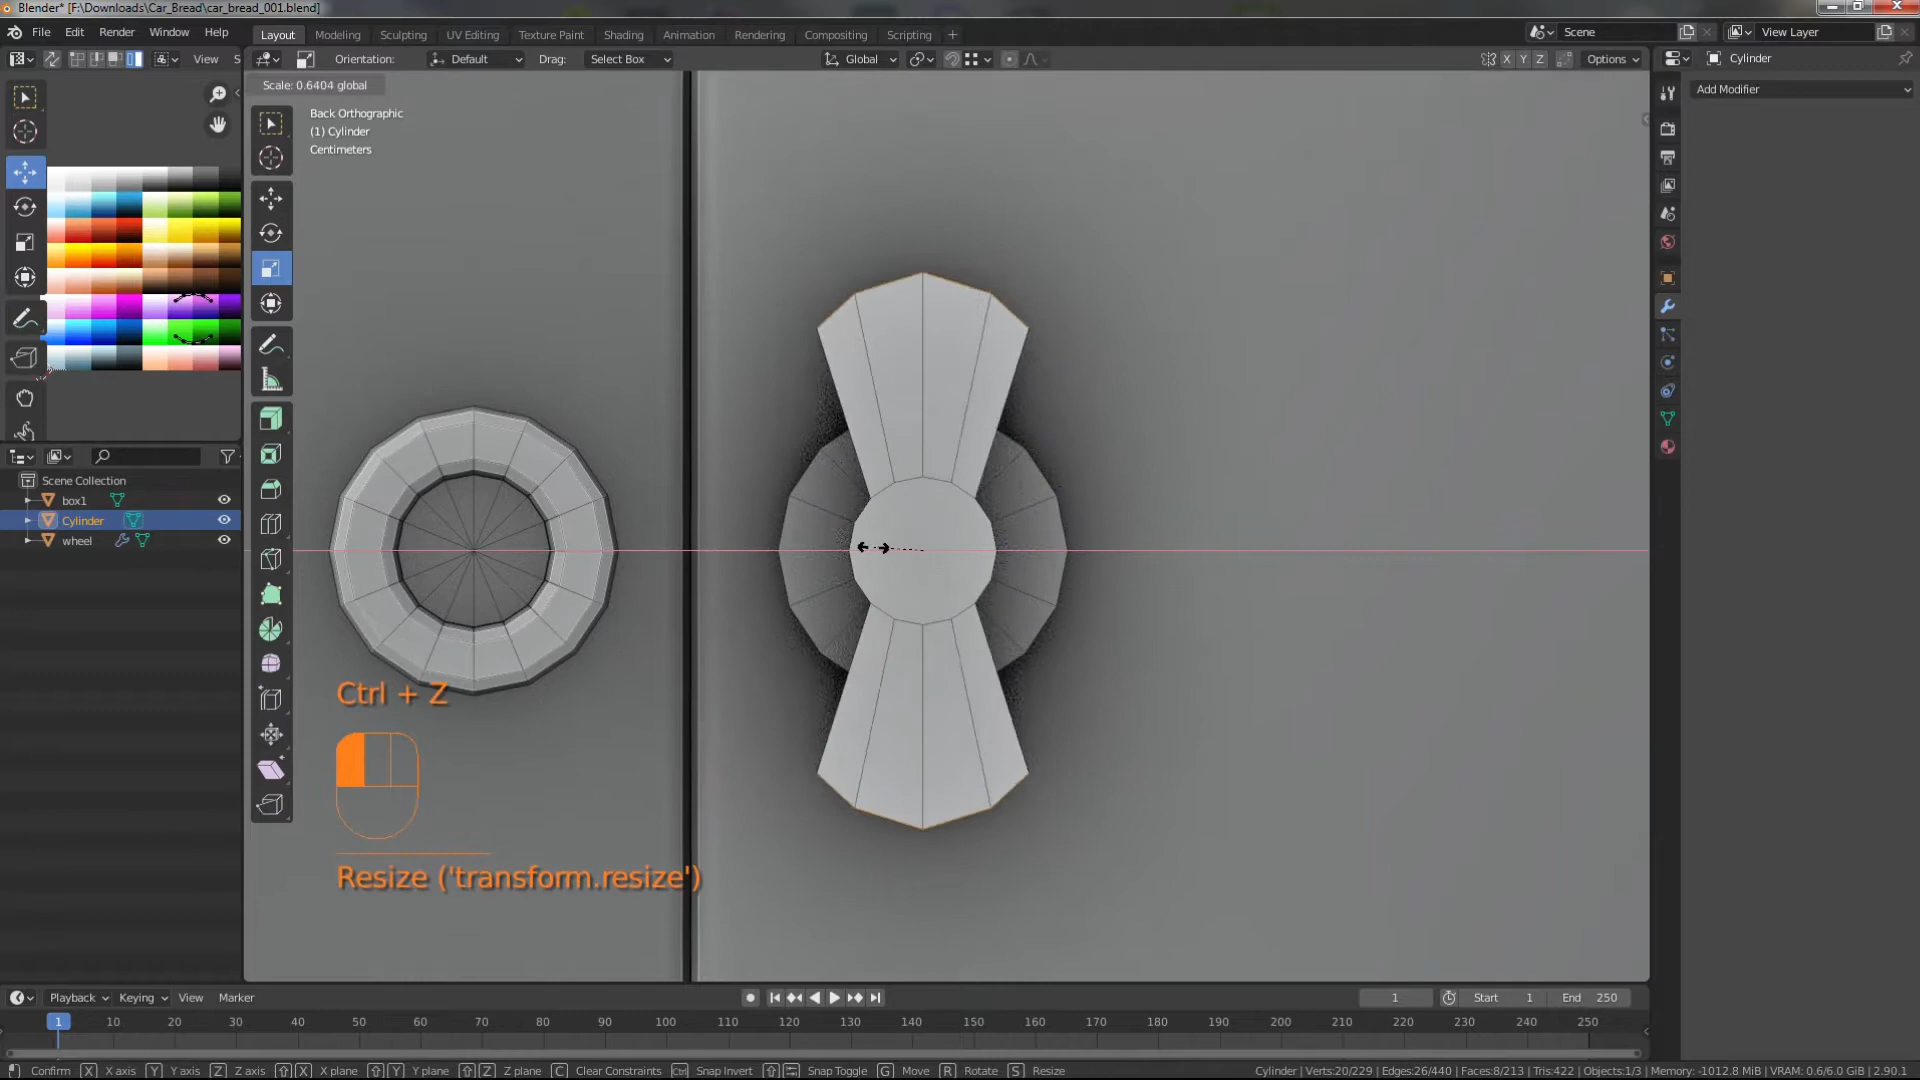 Blender* [F:\Downloads\Car_Bread\car_bread_001.blend]
File Edit Render Window Help
Layout Modeling Sculpting UV Editing Texture Paint Shading Animation Rendering Compositing Scripting +
Scene
View Layer
View S
Orientation: Default Drag: Select Box
Global
X Y Z Options
Cylinder
Scale: 0.6404 global
Add Modifier
Back Orthographic
(1) Cylinder
Centimeters
Scene Collection
box1
Cylinder
wheel
Ctrl + Z
Resize ('transform.resize')
Playback Keying View Marker
1 Start 1 End 250
1 10 20 30 40 50 60 70 80 90 100 110 120 130 140 150 160 170 180 190 200 210 220 230 240 250
Confirm X X axis Y Y axis Z Z axis X X plane Y Y plane Z Z plane C Clear Constraints Ctrl Snap Invert Snap Toggle G Move R Rotate S Resize
Cylinder | Verts:20/229 | Edges:26/440 | Faces:8/213 | Tris:422 | Objects:1/3 | Memory: -1012.8 MiB | VRAM: 0.6/6.0 GiB | 2.90.1